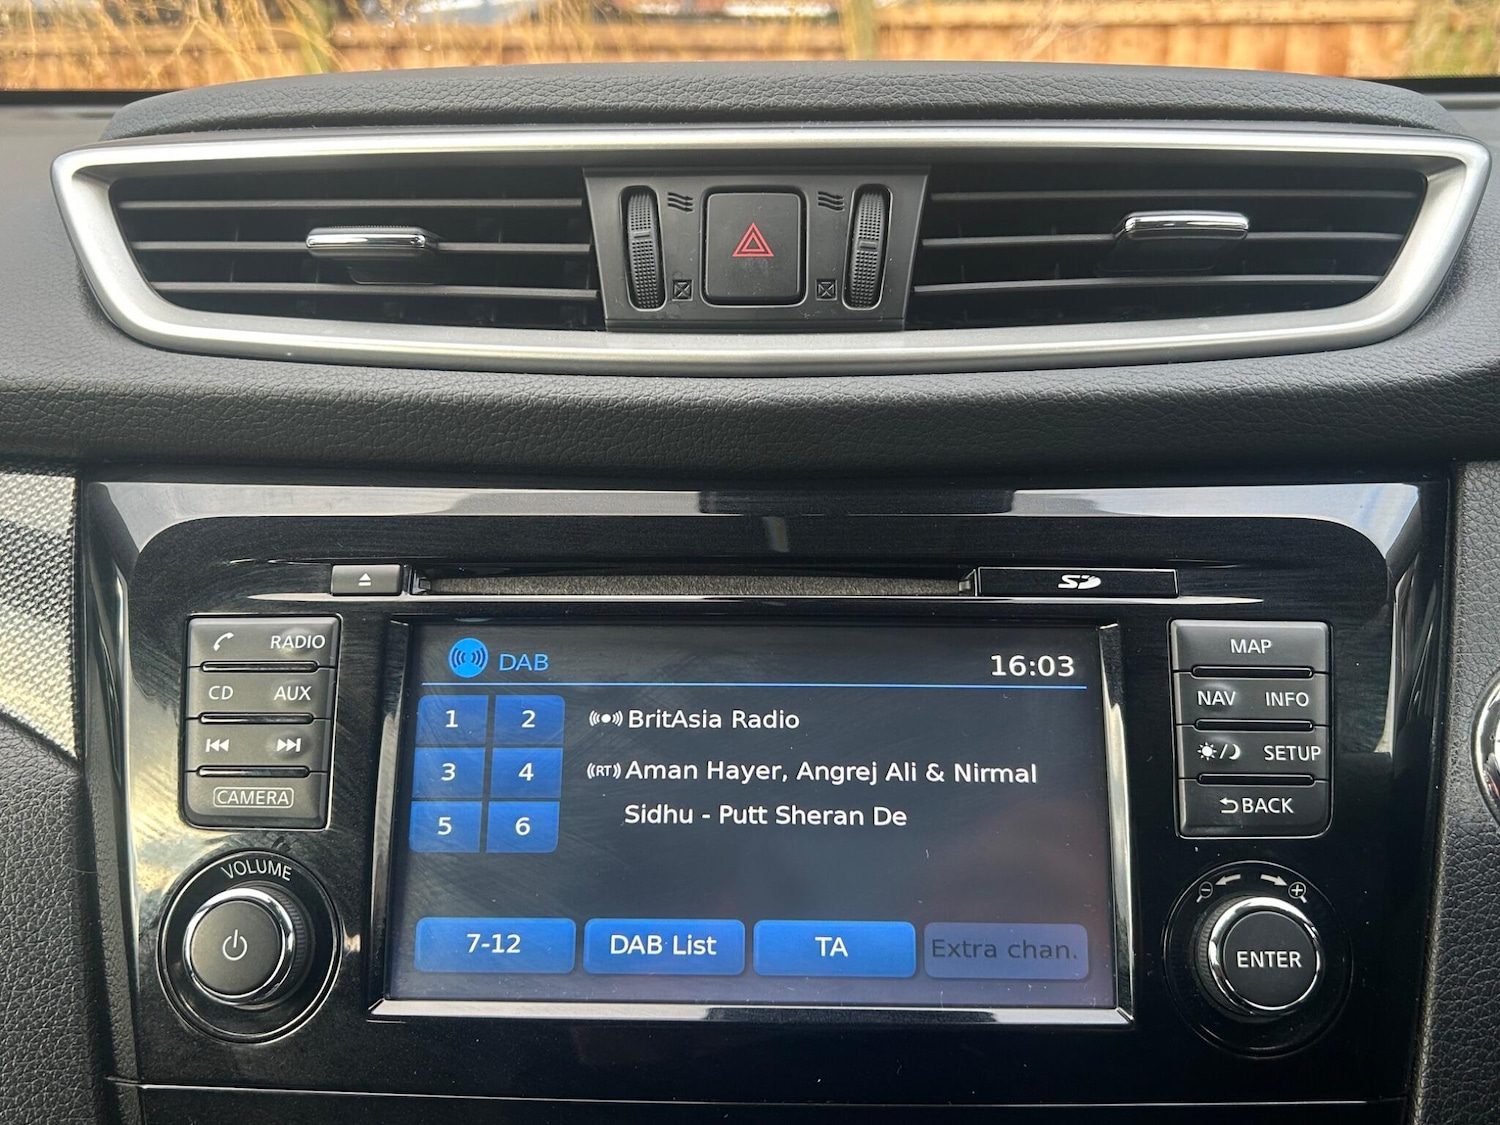 SD
RADIO
CD AUX
CAMERA
VOLUME
DAB 16:03
1 2 BritAsia Radio
3 4 RT Aman Hayer, Angrej Ali & Nirmal
Sidhu - Putt Sheran De
5 6
7-12 DAB List TA Extra chan.
MAP
NAV INFO
SETUP
BACK
ENTER